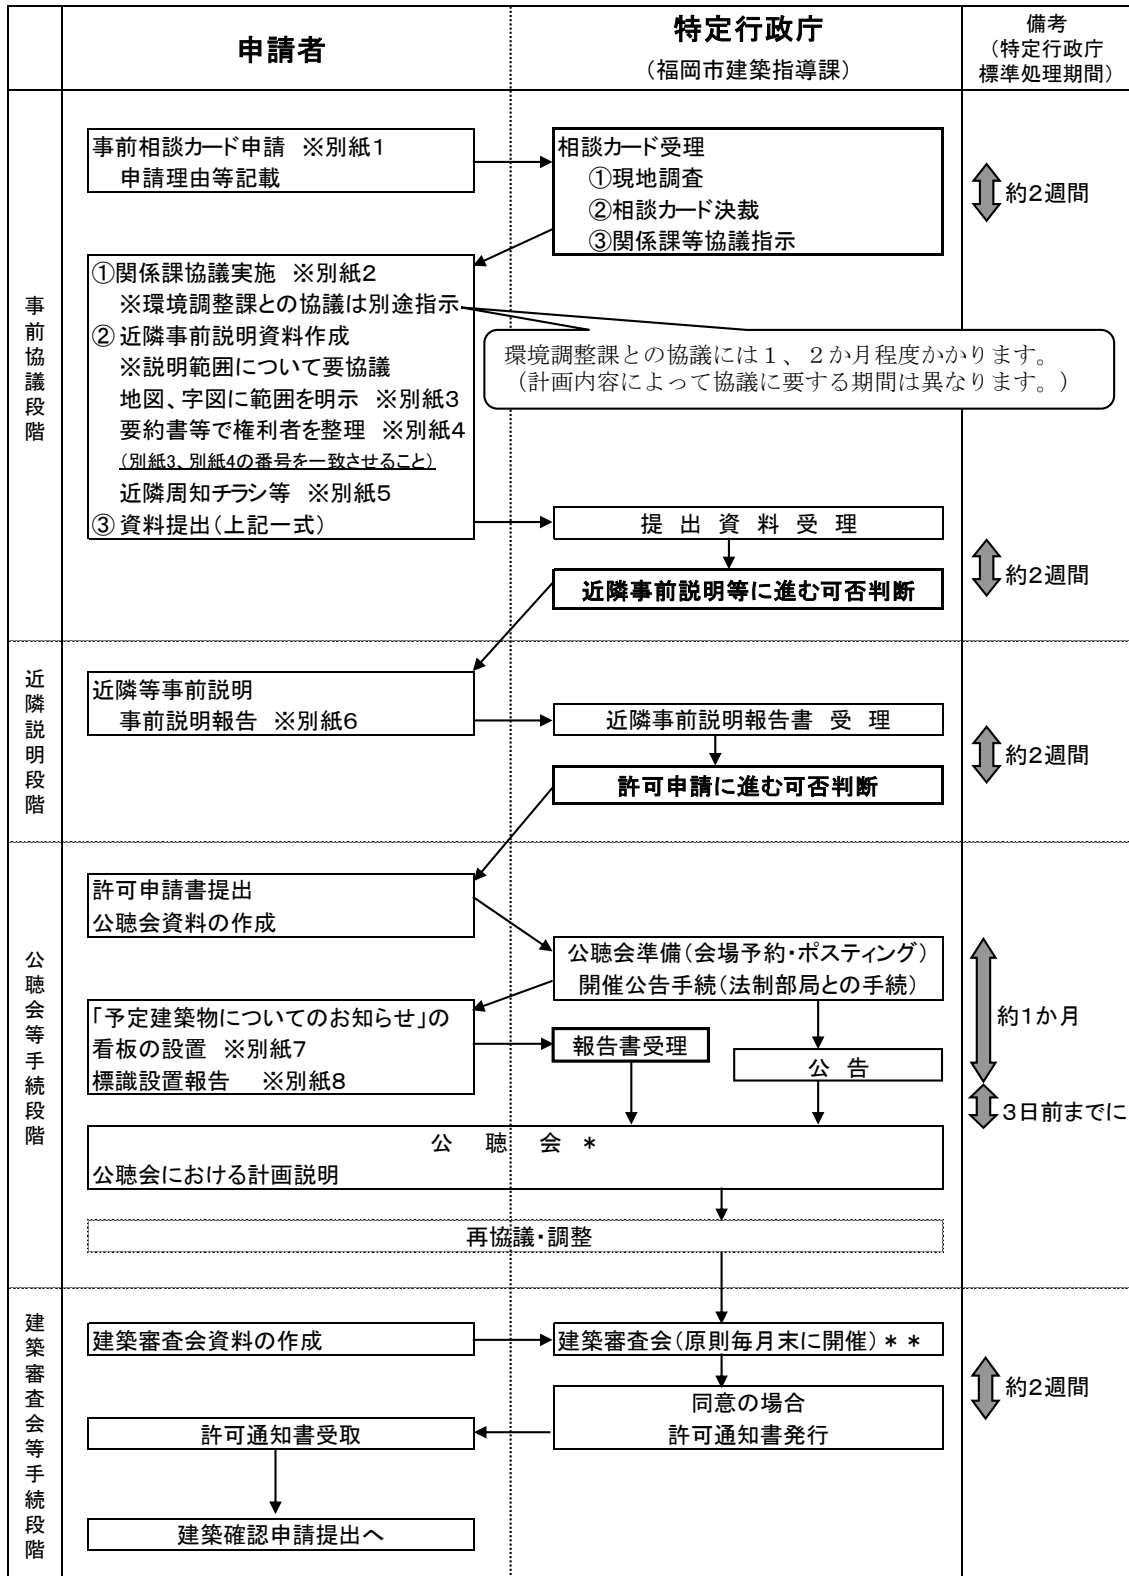 申請者
特定行政庁
（福岡市建築指導課）
備考
（特定行政庁
標準処理期間）
事前協議段階
事前相談カード申請　※別紙１
申請理由等記載
相談カード受理
①現地調査
②相談カード決裁
③関係課等協議指示
約２週間
①関係課協議実施　※別紙２
※環境調整課との協議は別途指示
②近隣事前説明資料作成
※説明範囲について要協議
地図、字図に範囲を明示　※別紙３
要約書等で権利者を整理　※別紙４
（別紙３、別紙４の番号を一致させること）
近隣周知チラシ等　※別紙５
③資料提出（上記一式）
環境調整課との協議には１、２か月程度かかります。
（計画内容によって協議に要する期間は異なります。）
提　出　資　料　受　理
近隣事前説明等に進む可否判断
約２週間
近隣説明段階
近隣等事前説明
事前説明報告　※別紙６
近隣事前説明報告書　受　理
許可申請に進む可否判断
約２週間
公聴会等手続段階
許可申請書提出
公聴会資料の作成
公聴会準備（会場予約・ポスティング）
開催公告手続（法制部局との手続）
「予定建築物についてのお知らせ」の
看板の設置　※別紙７
標識設置報告　　※別紙８
報告書受理
公　告
約１か月
３日前までに
公　聴　会　＊
公聴会における計画説明
再協議・調整
建築審査会等手続段階
建築審査会資料の作成
建築審査会（原則毎月末に開催）＊＊
同意の場合
許可通知書発行
約２週間
許可通知書受取
建築確認申請提出へ